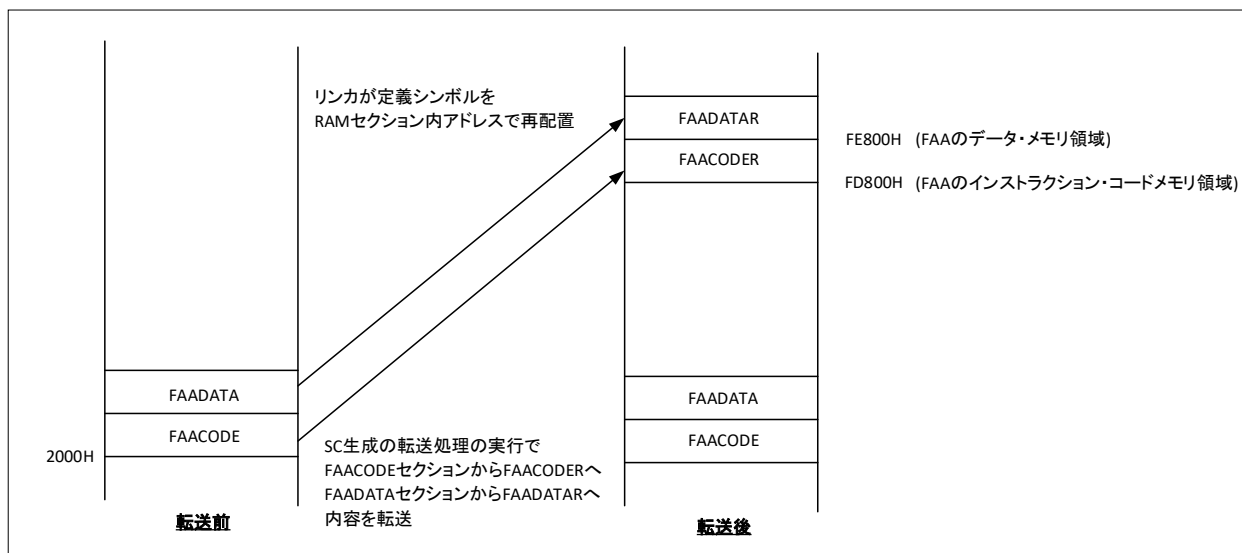 リンカが定義シンボルを
RAMセクション内アドレスで再配置
FAADATAR
FE800H (FAAのデータ・メモリ領域)
FAACODER
FD800H (FAAのインストラクション・コードメモリ領域)
FAADATA
FAACODE
2000H
SC生成の転送処理の実行で
FAACODEセクションからFAACODERへ
FAADATAセクションからFAADATARへ
内容を転送
転送前
FAADATA
FAACODE
転送後